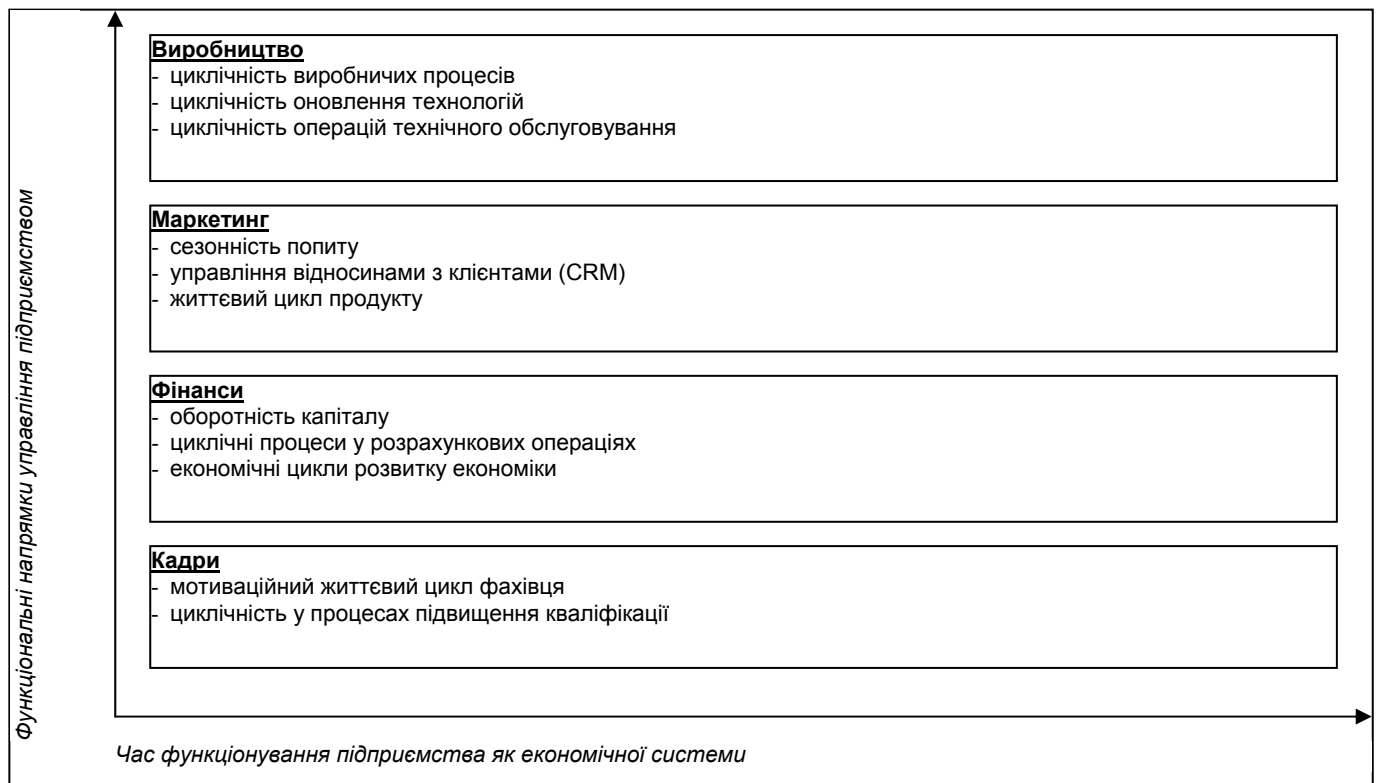 Функціональні напрямки управління підприємством
Виробництво
- циклічність виробничих процесів
- циклічність оновлення технологій
- циклічність операцій технічного обслуговування
Маркетинг
- сезонність попиту
- управління відносинами з клієнтами (CRM)
- життєвий цикл продукту
Фінанси
- оборотність капіталу
- циклічні процеси у розрахункових операціях
- економічні цикли розвитку економіки
Кадри
- мотиваційний життєвий цикл фахівця
- циклічність у процесах підвищення кваліфікації
Час функціонування підприємства як економічної системи